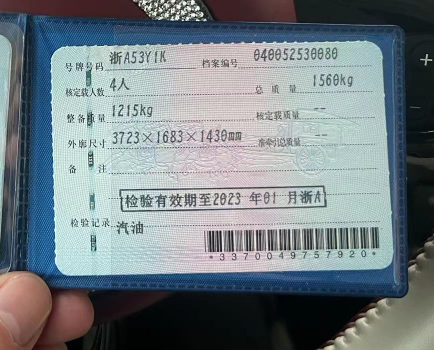 号牌号码 浙A53Y1K 档案编号 040052530080
核定载人数 4人 总质量 1560kg
整备质量 1215kg 核定载质量 --
外廓尺寸 3723×1683×1430mm 准牵引总质量 --
备注
检验有效期至2023 年01 月浙A
检验记录 汽油
*3370049757920*